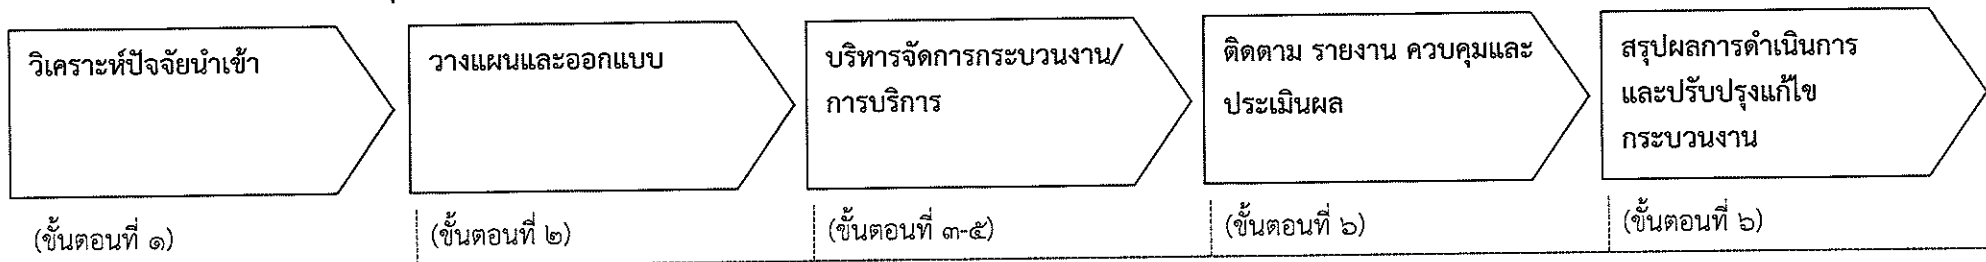 วิเคราะห์ปัจจัยนำเข้า
วางแผนและออกแบบ
บริหารจัดการกระบวนงาน/
การบริการ
ติดตาม รายงาน ควบคุมและ
ประเมินผล
สรุปผลการดำเนินการ
และปรับปรุงแก้ไข
กระบวนงาน
(ขั้นตอนที่ ๑)
(ขั้นตอนที่ ๒)
(ขั้นตอนที่ ๓-๕)
(ขั้นตอนที่ ๖)
(ขั้นตอนที่ ๖)